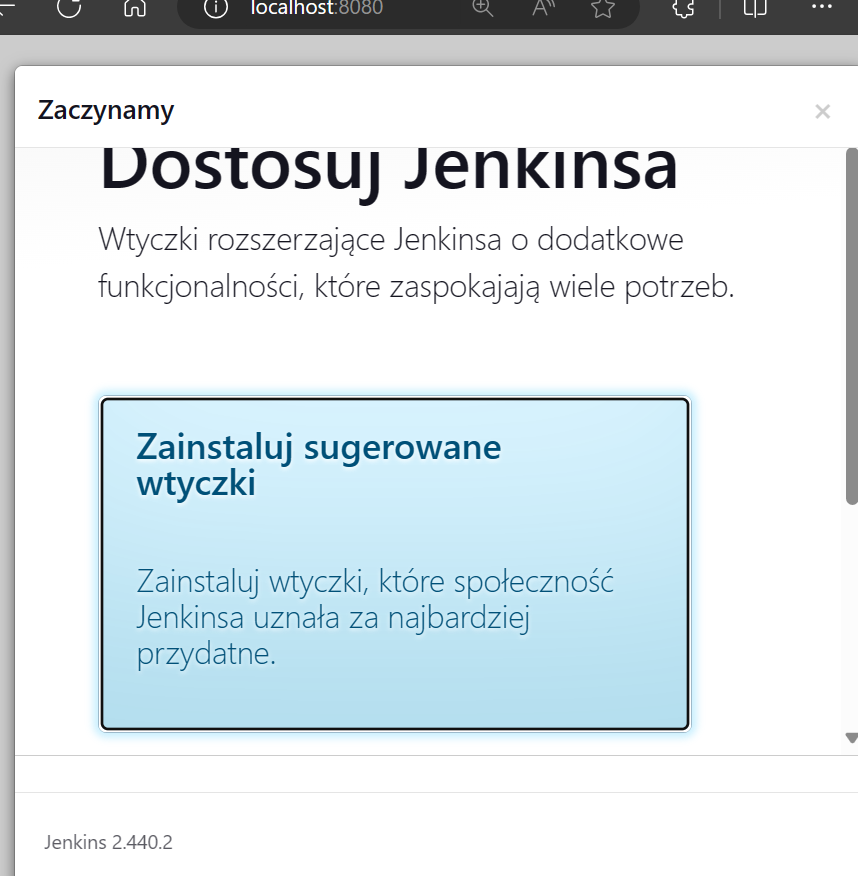 localhost:8080
Zaczynamy
×
Dostosuj Jenkinsa
Wtyczki rozszerzające Jenkinsa o dodatkowe
funkcjonalności, które zaspokajają wiele potrzeb.
Zainstaluj sugerowane
wtyczki
Zainstaluj wtyczki, które społeczność
Jenkinsa uznała za najbardziej
przydatne.
Jenkins 2.440.2